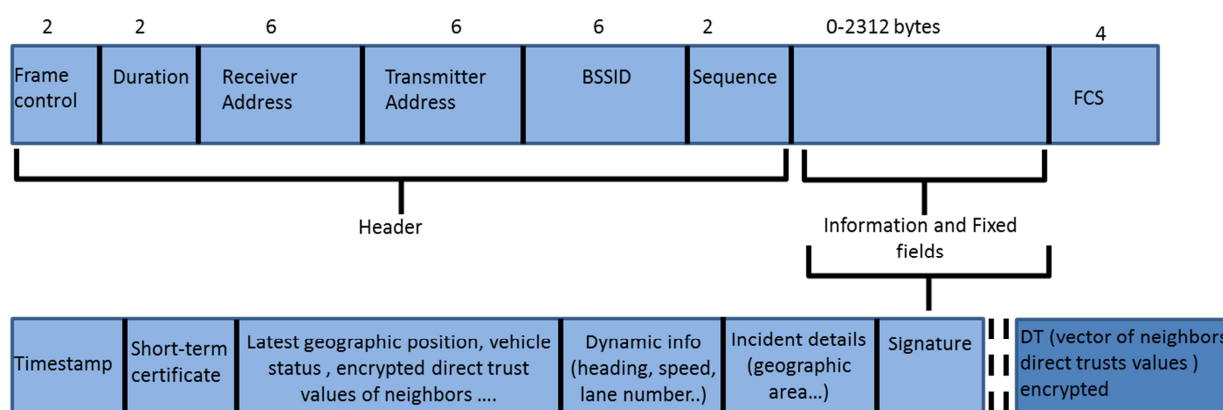 2 2 6 6 6 2 0-2312 bytes 4
Frame control
Duration
Receiver Address
Transmitter Address
BSSID
Sequence
FCS
Header
Information and Fixed
fields
Timestamp
Short-term
certificate
Latest geographic position, vehicle
status , encrypted direct trust
values of neighbors ....
Dynamic info
(heading, speed,
lane number..)
Incident details
(geographic
area...)
Signature
DT (vector of neighbors
direct trusts values )
encrypted